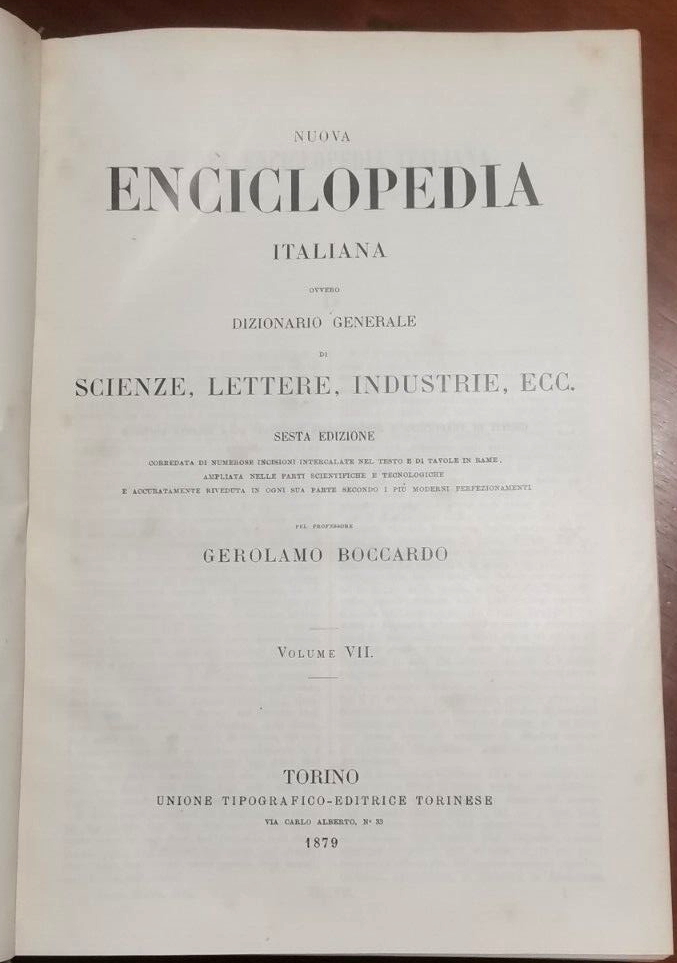 NUOVA
ENCICLOPEDIA
ITALIANA
OVVERO
DIZIONARIO GENERALE
DI
SCIENZE, LETTERE, INDUSTRIE, ECC.
SESTA EDIZIONE
CORREDATA DI NUMEROSE INCISIONI INTERCALATE NEL TESTO E DI TAVOLE IN RAME,
AMPLIATA NELLE PARTI SCIENTIFICHE E TECNOLOGICHE
E ACCURATAMENTE RIVEDUTA IN OGNI SUA PARTE SECONDO I PIÙ MODERNI PERFEZIONAMENTI
PEL PROFESSORE
GEROLAMO BOCCARDO
VOLUME VII.
TORINO
UNIONE TIPOGRAFICO-EDITRICE TORINESE
VIA CARLO ALBERTO, Nº 33
1879